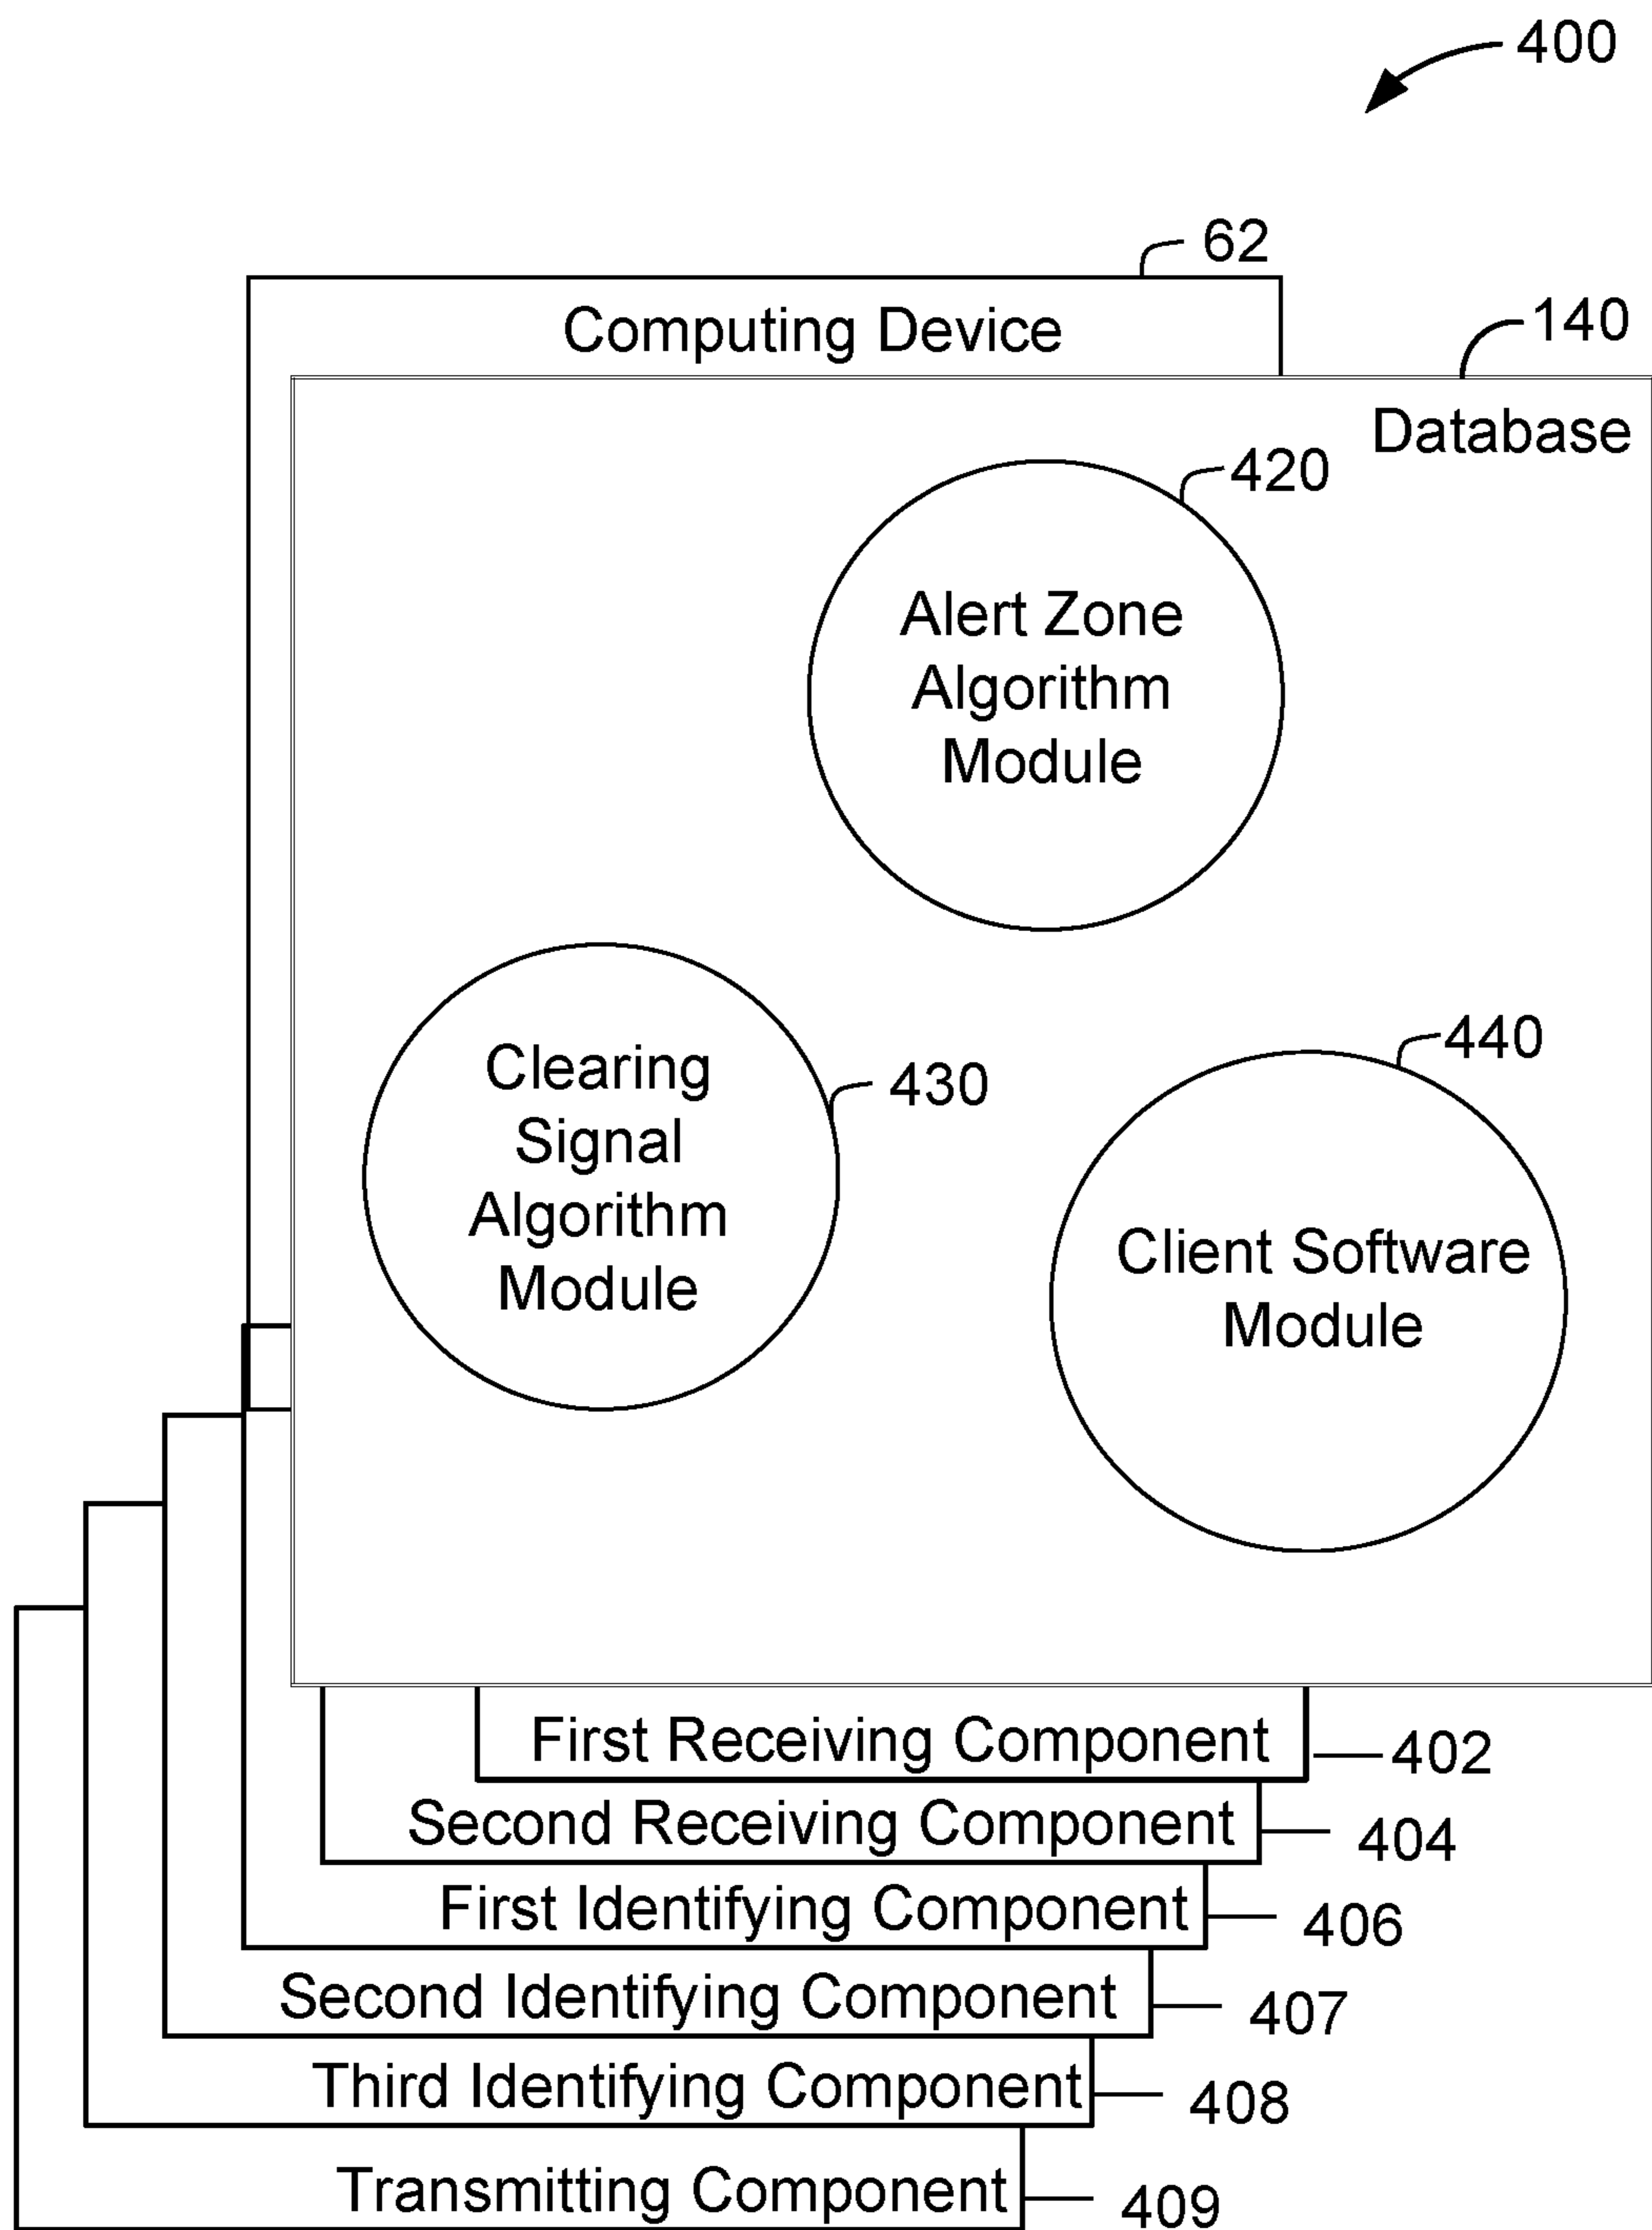 400
62
Computing Device
140
Database
420
Alert Zone
Algorithm
Module
Clearing
Signal
Algorithm
Module
430
440
Client Software
Module
First Receiving Component
402
Second Receiving Component
404
First Identifying Component
406
Second Identifying Component
407
Third Identifying Component
408
Transmitting Component
409